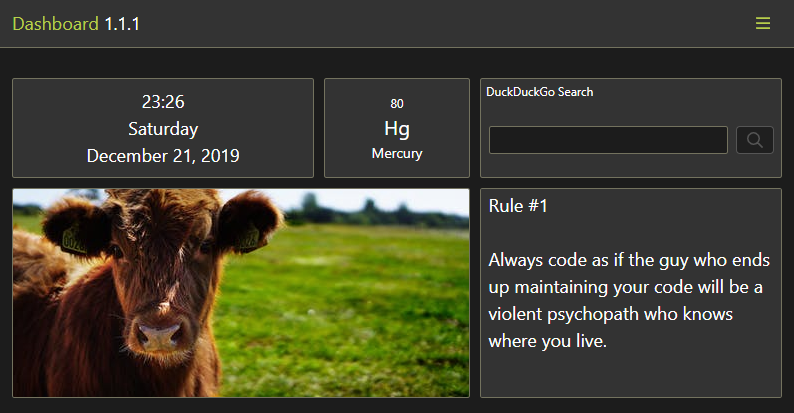 Dashboard 1.1.1
23:26
Saturday
December 21, 2019
80
Hg
Mercury
DuckDuckGo Search
Rule #1
Always code as if the guy who ends
up maintaining your code will be a
violent psychopath who knows
where you live.